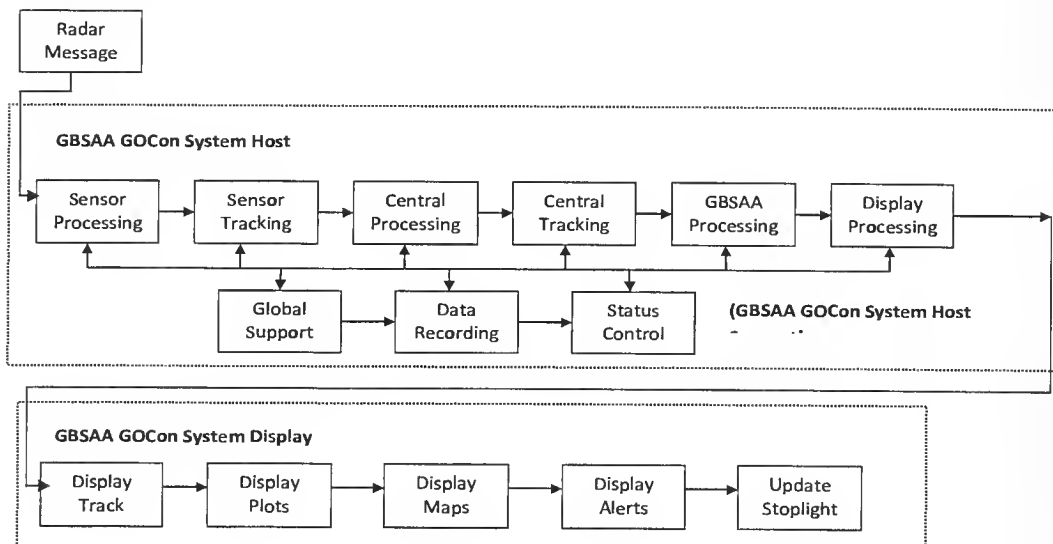 Radar
Message
GBSAA GOCon System Host
Sensor
Processing
Sensor
Tracking
Central
Processing
Central
Tracking
GBSAA
Processing
Display
Processing
Global
Support
Data
Recording
Status
Control
(GBSAA GOCon System Host
GBSAA GOCon System Display
Display
Track
Display
Plots
Display
Maps
Display
Alerts
Update
Stoplight